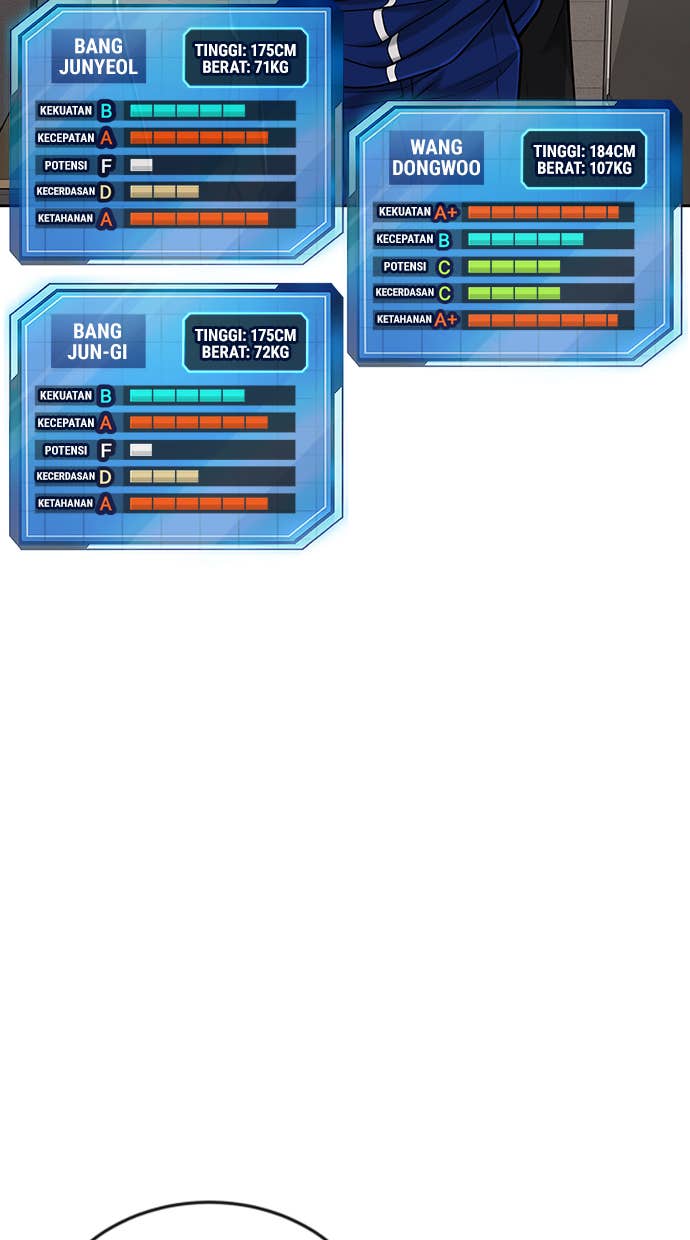 BANG
JUNYEOL
TINGGI: 175CM
BERAT: 71KG
KEKUATAN B
KECEPATAN A
POTENSI F
KECERDASAN D
KETAHANAN A
WANG
DONGWOO
TINGGI: 184CM
BERAT: 107KG
KEKUATAN A+
KECEPATAN B
POTENSI C
KECERDASAN C
KETAHANAN A+
BANG
JUN-GI
TINGGI: 175CM
BERAT: 72KG
KEKUATAN B
KECEPATAN A
POTENSI F
KECERDASAN D
KETAHANAN A